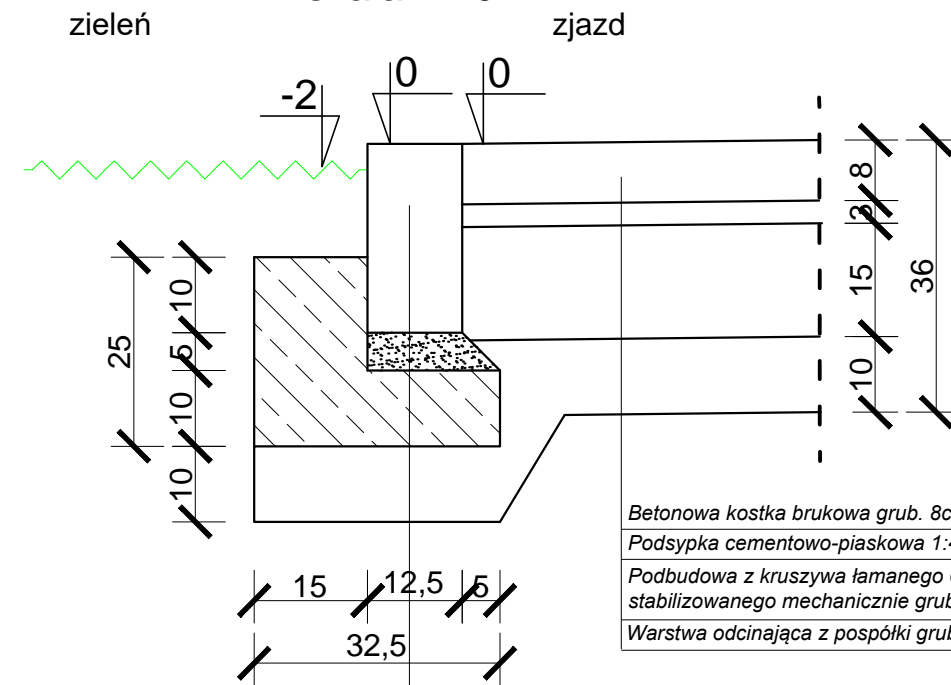 zieleń
zjazd
-2
0
0
8
3
15
10
36
25
10
5
10
10
Betonowa kostka brukowa grub. 8c
Podsypka cementowo-piaskowa 1:4
Podbudowa z kruszywa łamanego
stabilizowanego mechanicznie grub
Warstwa odcinająca z pospółki grub
15
12,5
5
32,5